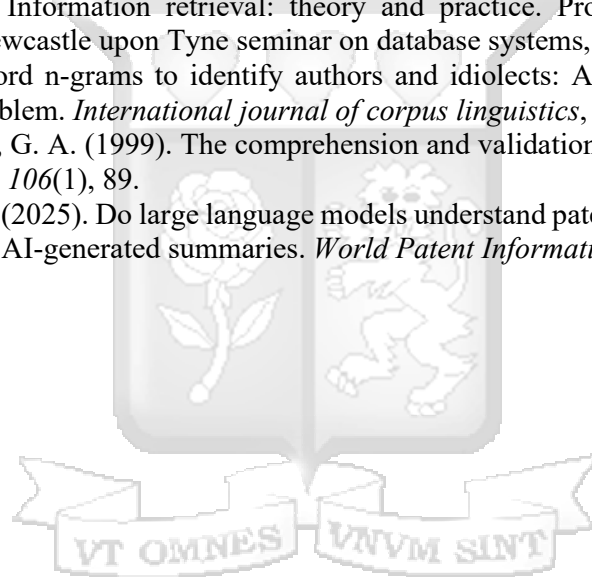 Information retrieval: theory and practice. Pro
ewcastle upon Tyne seminar on database systems,
ord n-grams to identify authors and idiolects: A
blem. International journal of corpus linguistics,
, G. A. (1999). The comprehension and validation
106(1), 89.
(2025). Do large language models understand pate
AI-generated summaries. World Patent Informati
VT OMNES VNVM SINT